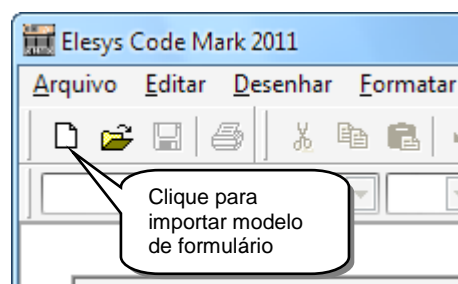 Elesys Code Mark 2011
Arquivo Editar Desenhar Formatar
Clique para
importar modelo
de formulário